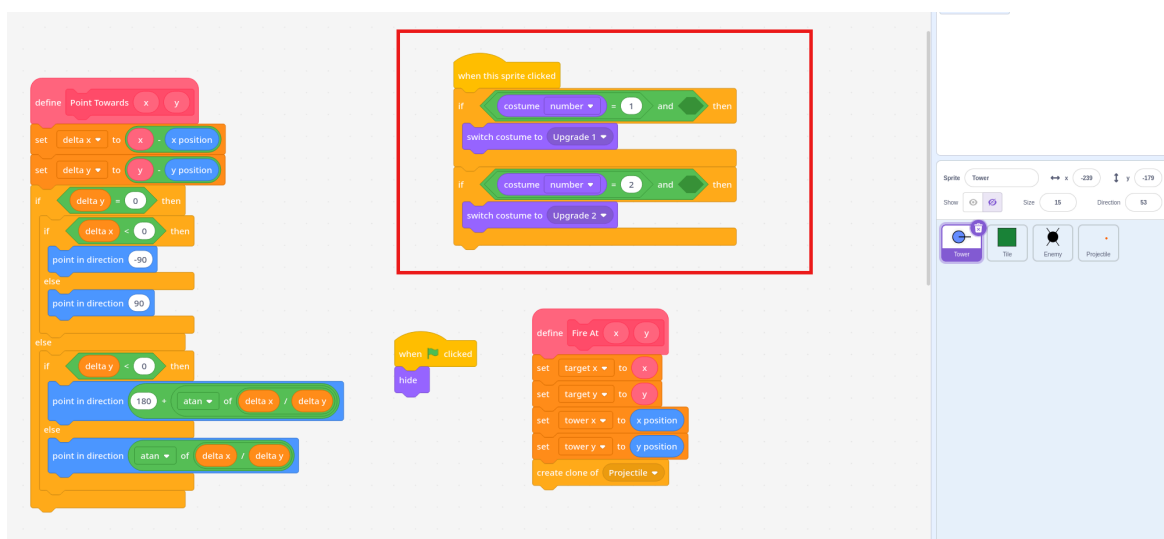 define Point Towards x y
set delta x to x - x position
set delta y to y - y position
if delta y = 0 then
if delta x < 0 then
point in direction -90
else
point in direction 90
else
if delta y < 0 then
point in direction 180 + atan of delta x / delta y
else
point in direction atan of delta x / delta y
when this sprite clicked
if costume number = 1 and then
switch costume to Upgrade 1
if costume number = 2 and then
switch costume to Upgrade 2
when clicked
hide
define Fire At x y
set target x to x
set target y to y
set tower x to x position
set tower y to y position
create clone of Projectile
Sprite Tower x -239 y -179
Show Size 15 Direction 53
Tower Tile Enemy Projectile